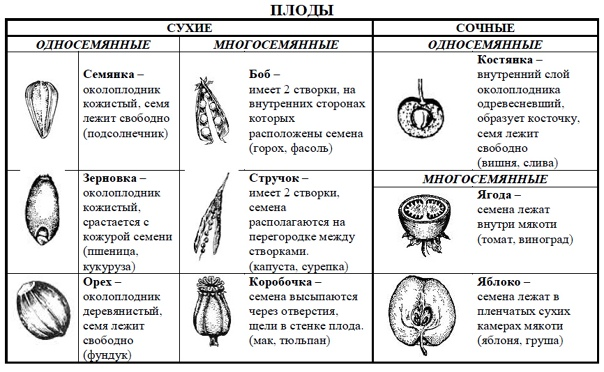 ПЛОДЫ
СУХИЕ
СОЧНЫЕ
ОДНОСЕМЯННЫЕ
МНОГОСЕМЯННЫЕ
ОДНОСЕМЯННЫЕ
Семянка –
околоплодник
кожистый, семя
лежит свободно
(подсолнечник)
Боб –
имеет 2 створки, на
внутренних сторонах
которых
расположены семена
(горох, фасоль)
Костянка –
внутренний слой
околоплодника
одревесневший,
образует косточку,
семя лежит
свободно
(вишня, слива)
Зерновка –
околоплодник
кожистый,
срастается с
кожурой семени
(пшеница,
кукуруза)
Стручок –
имеет 2 створки,
семена
располагаются на
перегородке между
створками.
(капуста, сурепка)
МНОГОСЕМЯННЫЕ
Ягода –
семена лежат
внутри мякоти
(томат, виноград)
Орех –
околоплодник
деревянистый,
семя лежит
свободно
(фундук)
Коробочка –
семена высыпаются
через отверстия,
щели в стенке плода.
(мак, тюльпан)
Яблоко –
семена лежат в
пленчатых сухих
камерах мякоти
(яблоня, груша)